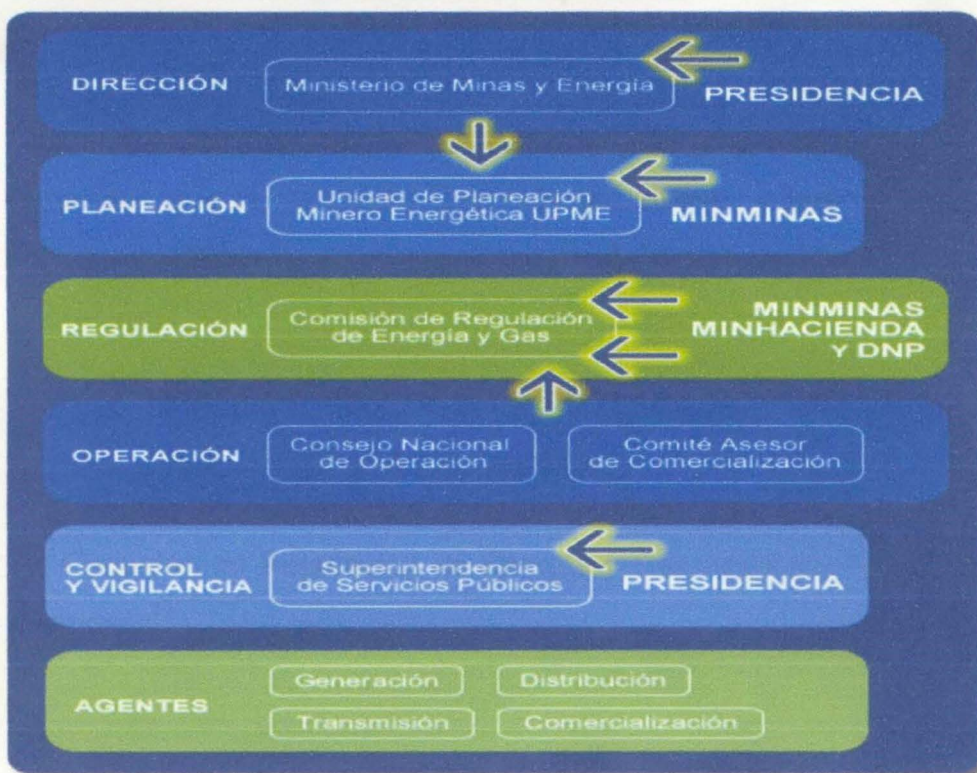 DIRECCIÓN
Ministerio de Minas y Energía
PRESIDENCIA
PLANEACIÓN
Unidad de Planeación
Minero Energética UPME
MINMINAS
REGULACIÓN
Comisión de Regulación
de Energía y Gas
MINMINAS
MINHACIENDA
Y DNP
OPERACIÓN
Consejo Nacional
de Operación
Comité Asesor
de Comercialización
CONTROL
Y VIGILANCIA
Superintendencia
de Servicios Públicos
PRESIDENCIA
AGENTES
Generación
Distribución
Transmisión
Comercialización